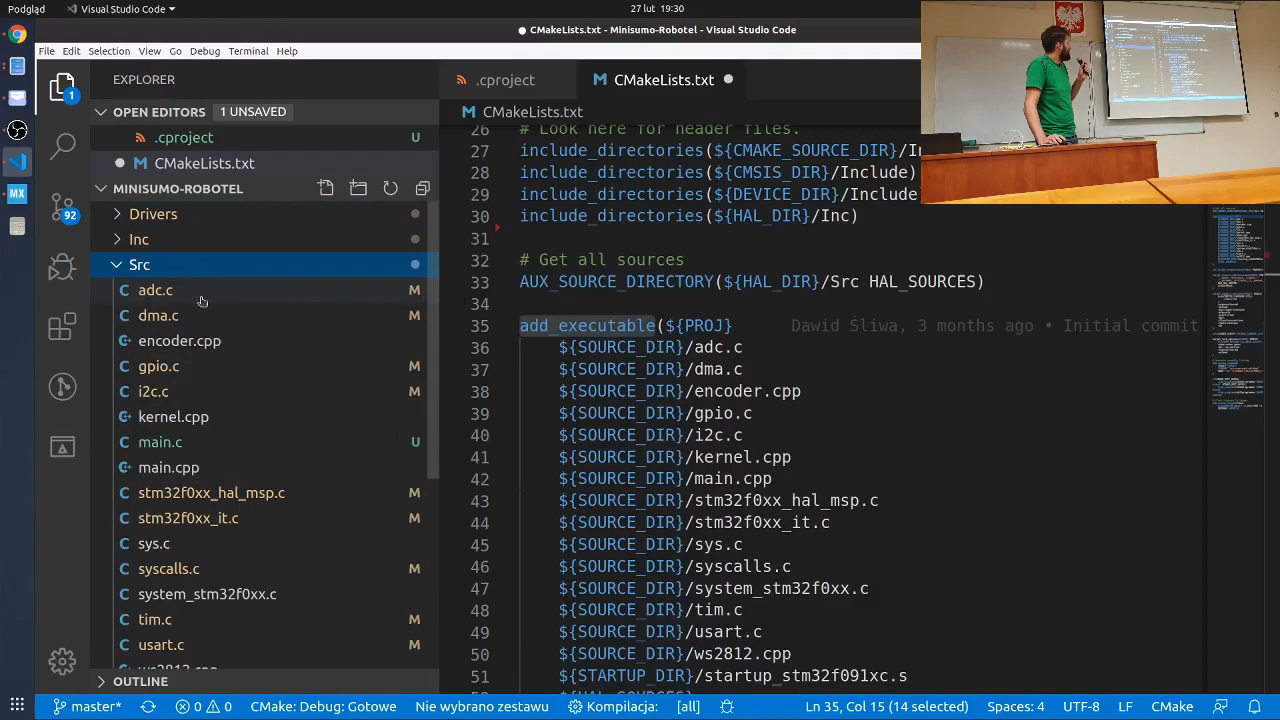 Podgląd
Visual Studio Code
27 lut 19:30
CMakeLists.txt - Minisumo-Robotel - Visual Studio Code
File Edit Selection View Go Debug Terminal Help
1
92
EXPLORER
OPEN EDITORS 1 UNSAVED
.cproject U
CMakeLists.txt
MINISUMO-ROBOTEL
Drivers
Inc
Src
adc.c M
dma.c M
encoder.cpp
gpio.c M
i2c.c M
kernel.cpp
main.c U
main.cpp
stm32f0xx_hal_msp.c M
stm32f0xx_it.c M
sys.c
syscalls.c M
system_stm32f0xx.c
tim.c M
usart.c M
ws2812.cpp
OUTLINE
.cproject
CMakeLists.txt
CMakeLists.txt
26 # Look here for header files.
27 include_directories(${CMAKE_SOURCE_DIR}/In
28 include_directories(${CMSIS_DIR}/Include)
29 include_directories(${DEVICE_DIR}/Include
30 include_directories(${HAL_DIR}/Inc)
31
32 # Get all sources
33 AUX_SOURCE_DIRECTORY(${HAL_DIR}/Src HAL_SOURCES)
34
35 add_executable(${PROJ} Dawid Śliwa, 3 months ago • Initial commit
36 ${SOURCE_DIR}/adc.c
37 ${SOURCE_DIR}/dma.c
38 ${SOURCE_DIR}/encoder.cpp
39 ${SOURCE_DIR}/gpio.c
40 ${SOURCE_DIR}/i2c.c
41 ${SOURCE_DIR}/kernel.cpp
42 ${SOURCE_DIR}/main.cpp
43 ${SOURCE_DIR}/stm32f0xx_hal_msp.c
44 ${SOURCE_DIR}/stm32f0xx_it.c
45 ${SOURCE_DIR}/sys.c
46 ${SOURCE_DIR}/syscalls.c
47 ${SOURCE_DIR}/system_stm32f0xx.c
48 ${SOURCE_DIR}/tim.c
49 ${SOURCE_DIR}/usart.c
50 ${SOURCE_DIR}/ws2812.cpp
51 ${STARTUP_DIR}/startup_stm32f091xc.s
52 ${HAL_SOURCES}
MX
master* 0 0 CMake: Debug: Gotowe Nie wybrano zestawu Kompilacja: [all] Ln 35, Col 15 (14 selected) Spaces: 4 UTF-8 LF CMake